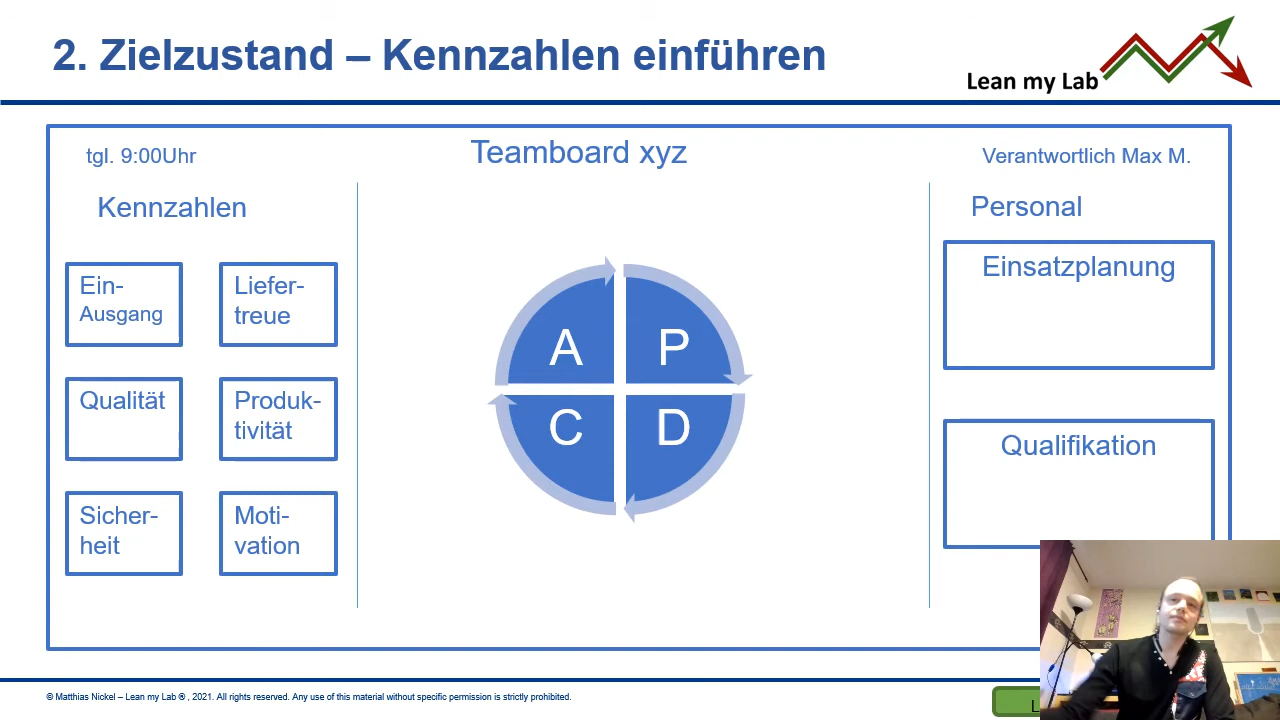 2. Zielzustand – Kennzahlen einführen
Lean my Lab
tgl. 9:00Uhr
Teamboard xyz
Verantwortlich Max M.
Kennzahlen
Personal
Ein-
Ausgang
Liefer-
treue
Qualität
Produk-
tivität
Sicher-
heit
Moti-
vation
A
P
C
D
Einsatzplanung
Qualifikation
© Matthias Nickel – Lean my Lab ® , 2021. All rights reserved. Any use of this material without specific permission is strictly prohibited.